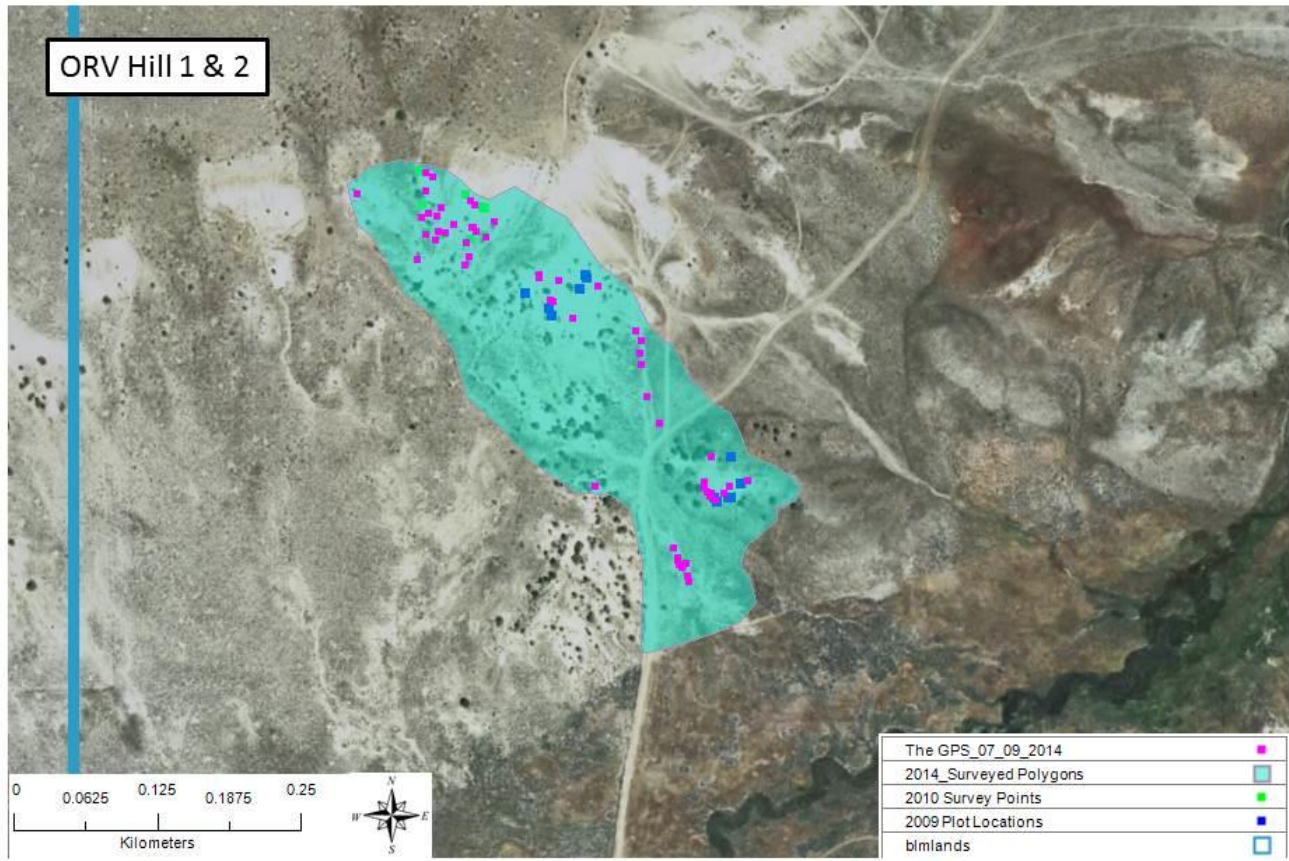 ORV Hill 1 & 2
The GPS_07_09_2014
2014_Surveyed Polygons
2010 Survey Points
2009 Plot Locations
blmlands
0 0.0625 0.125 0.1875 0.25
Kilometers
N
W E
S